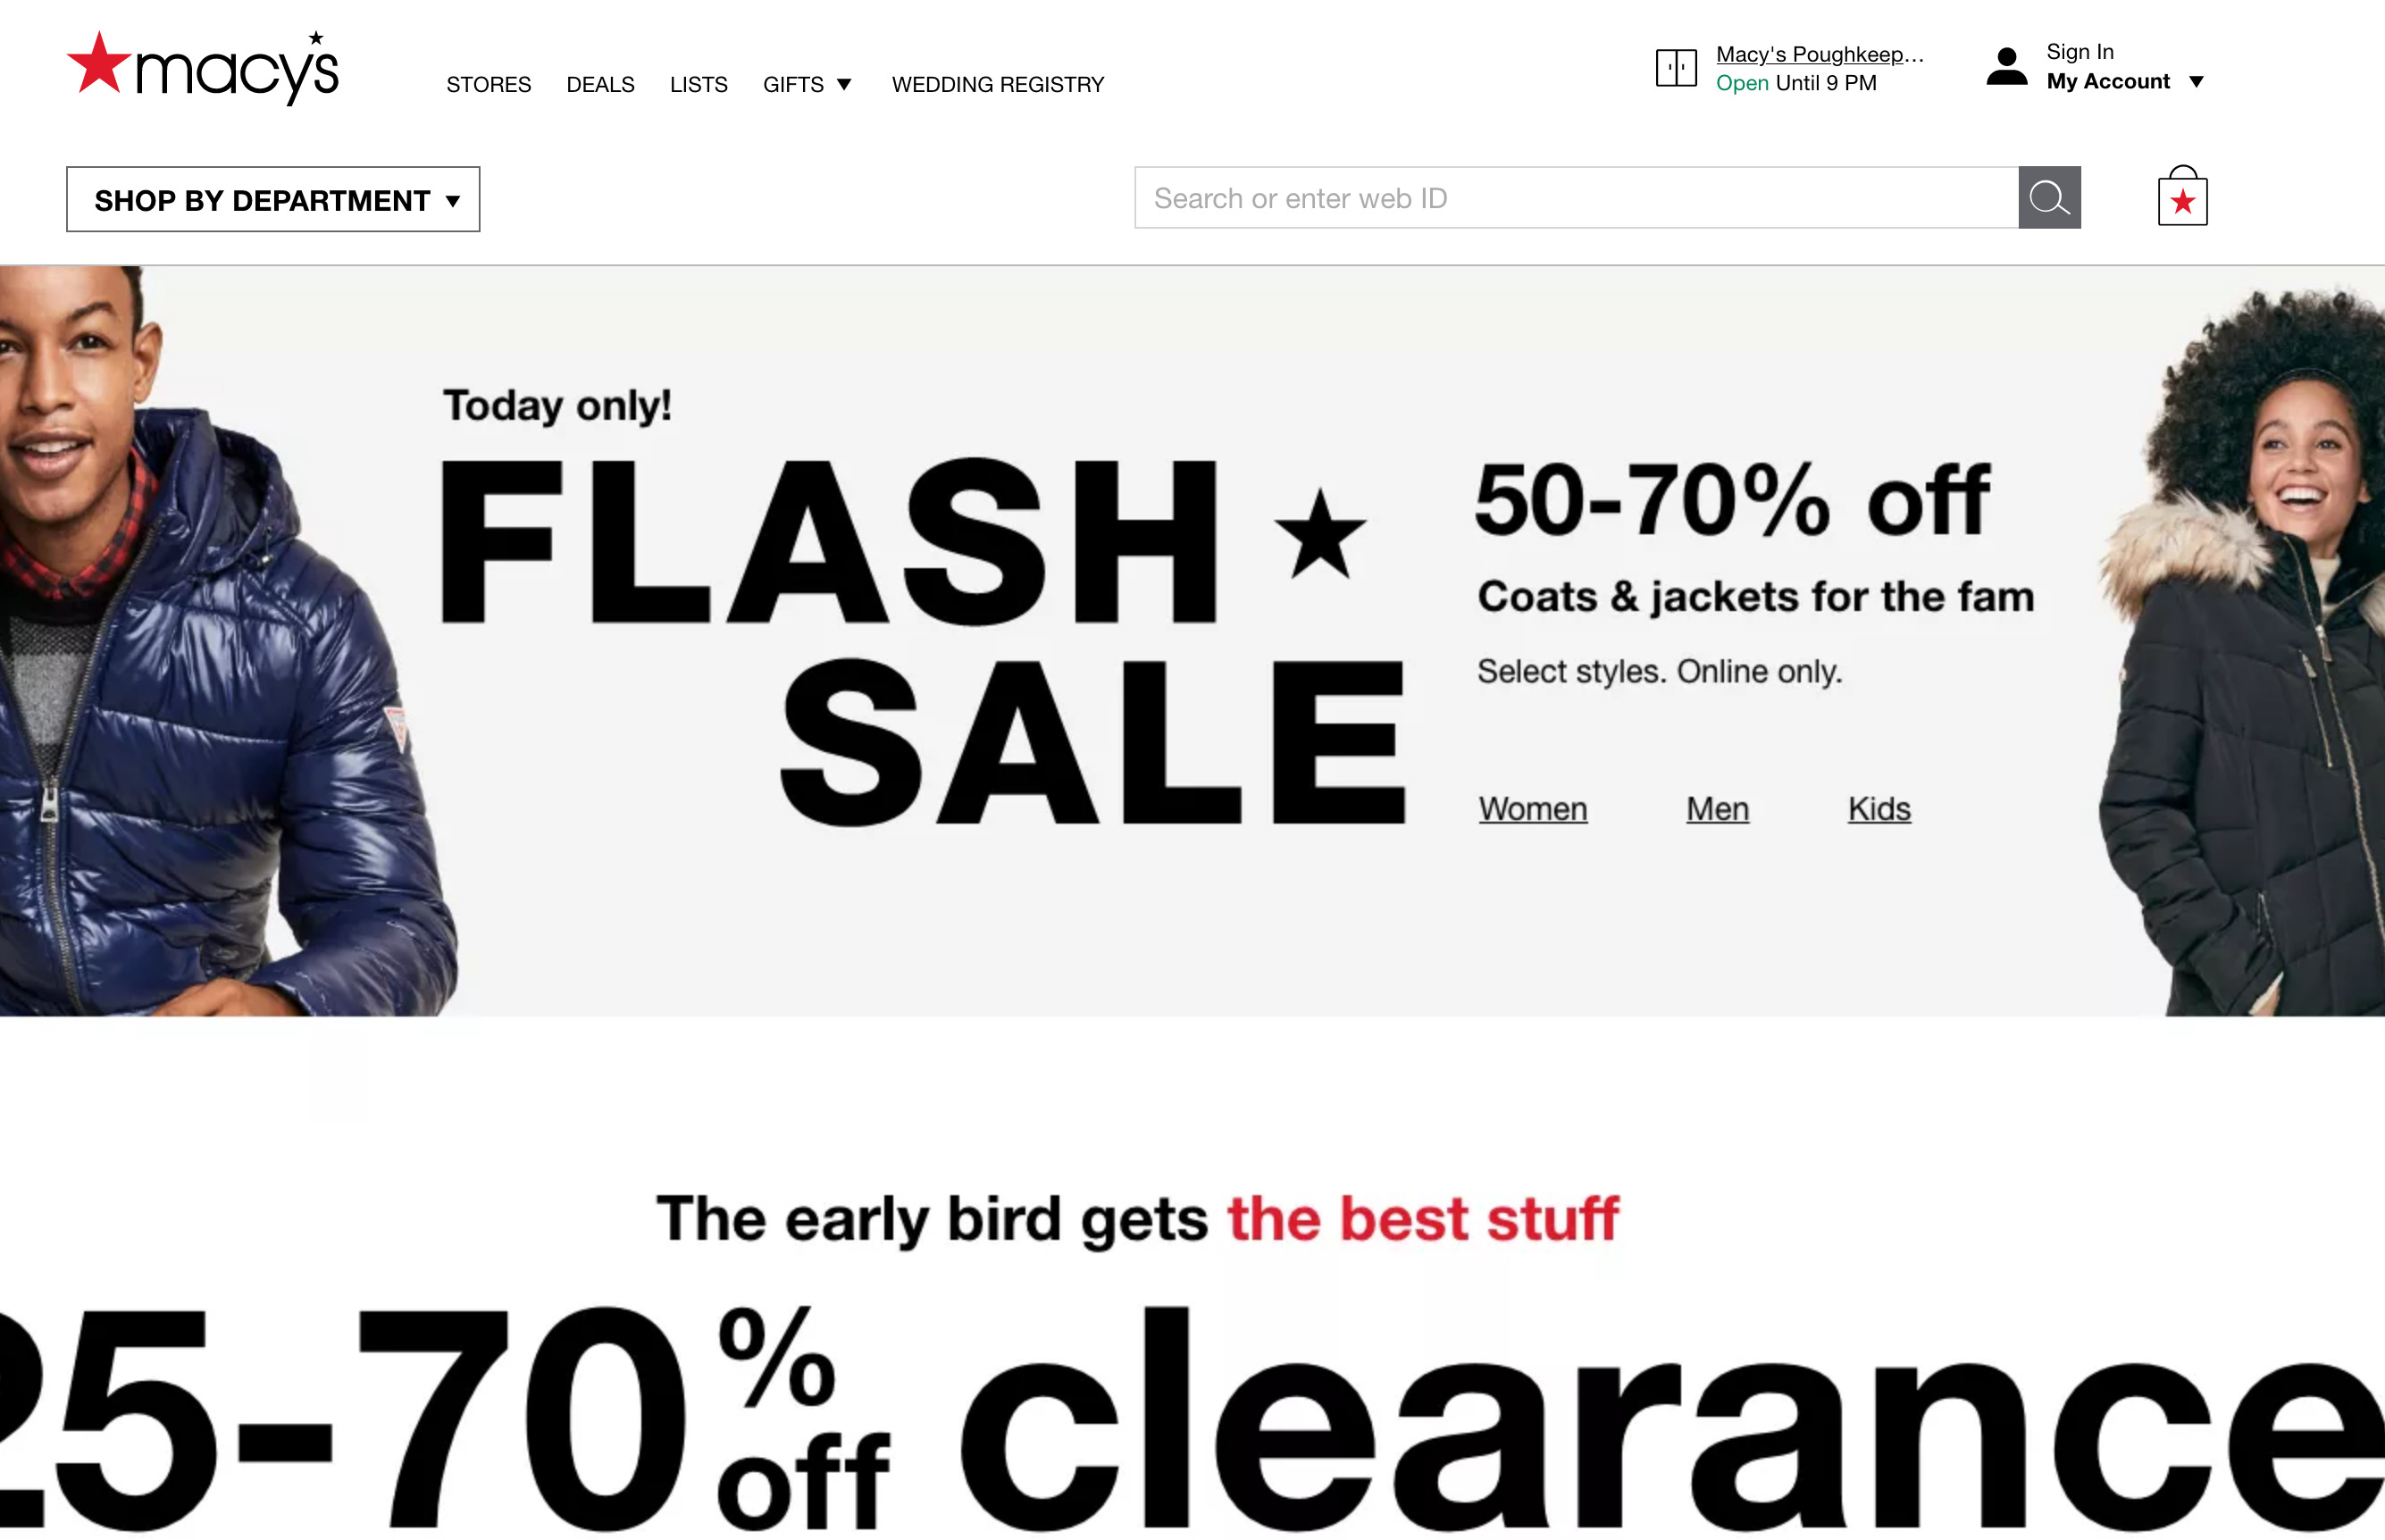 macy's
STORES DEALS LISTS GIFTS WEDDING REGISTRY
Macy's Poughkeep...
Open Until 9 PM
Sign In
My Account
SHOP BY DEPARTMENT
Search or enter web ID
Today only!
FLASH
SALE
50-70% off
Coats & jackets for the fam
Select styles. Online only.
Women Men Kids
The early bird gets the best stuff
25-70% off clearance